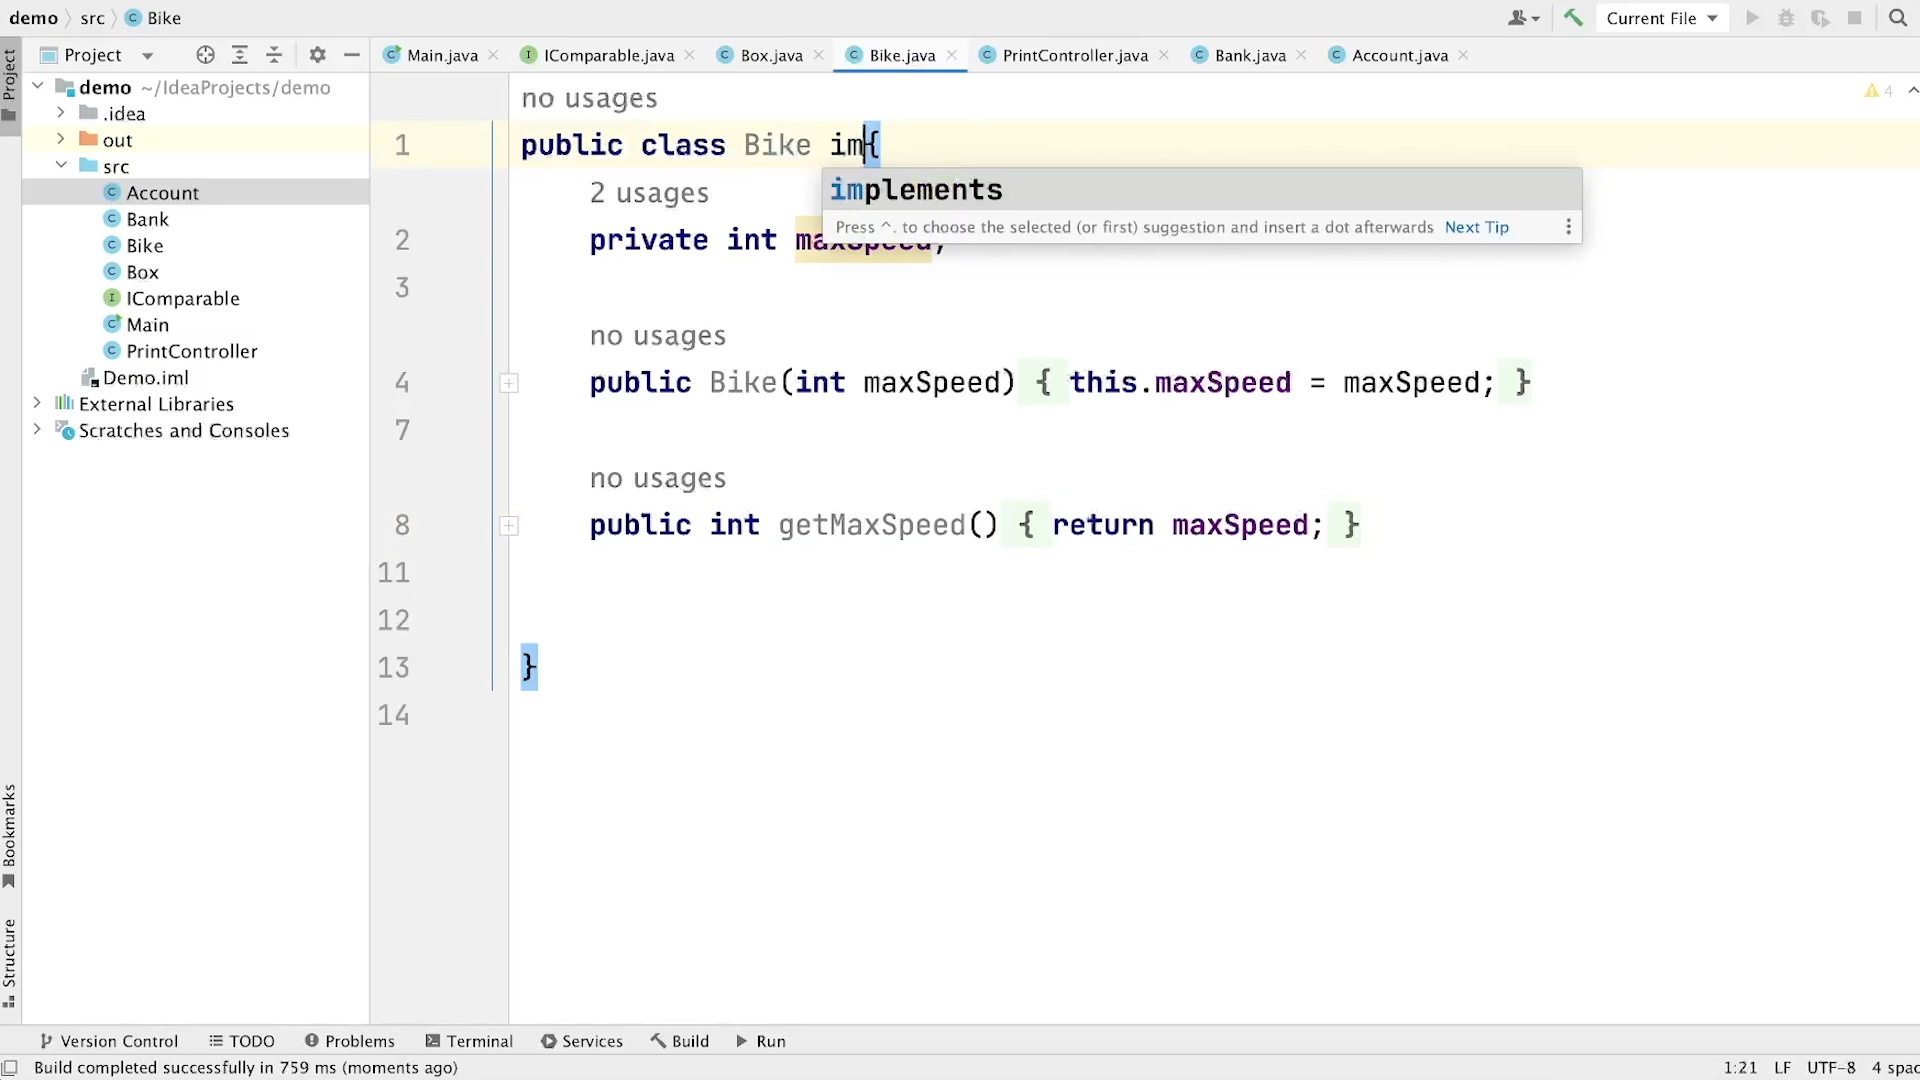 demo src Bike
Current File
Project
Main.java IComparable.java Box.java Bike.java PrintController.java Bank.java Account.java
Project
demo ~/IdeaProjects/demo
.idea
out
src
Account
Bank
Bike
Box
IComparable
Main
PrintController
Demo.iml
External Libraries
Scratches and Consoles
no usages
4
1 public class Bike im{
implements
Press ^. to choose the selected (or first) suggestion and insert a dot afterwards Next Tip
2 usages
2 private int maxSpeed;
3
no usages
4 public Bike(int maxSpeed) { this.maxSpeed = maxSpeed; }
7
no usages
8 public int getMaxSpeed() { return maxSpeed; }
11
12
13 }
14
Bookmarks
Structure
Version Control TODO Problems Terminal Services Build Run
Build completed successfully in 759 ms (moments ago)
1:21 LF UTF-8 4 spac